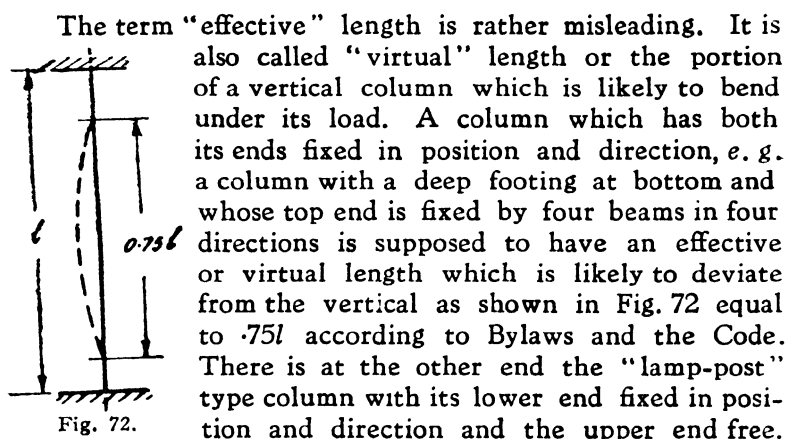 The term “effective” length is rather misleading. It is
also called “virtual” length or the portion
of a vertical column which is likely to bend
under its load. A column which has both
its ends fixed in position and direction, e. g.
a column with a deep footing at bottom and
whose top end is fixed by four beams in four
directions is supposed to have an effective
or virtual length which is likely to deviate
from the vertical as shown in Fig. 72 equal
to ·75l according to Bylaws and the Code.
There is at the other end the “lamp-post”
type column with its lower end fixed in posi-
tion and direction and the upper end free.
l
0.75l
Fig. 72.